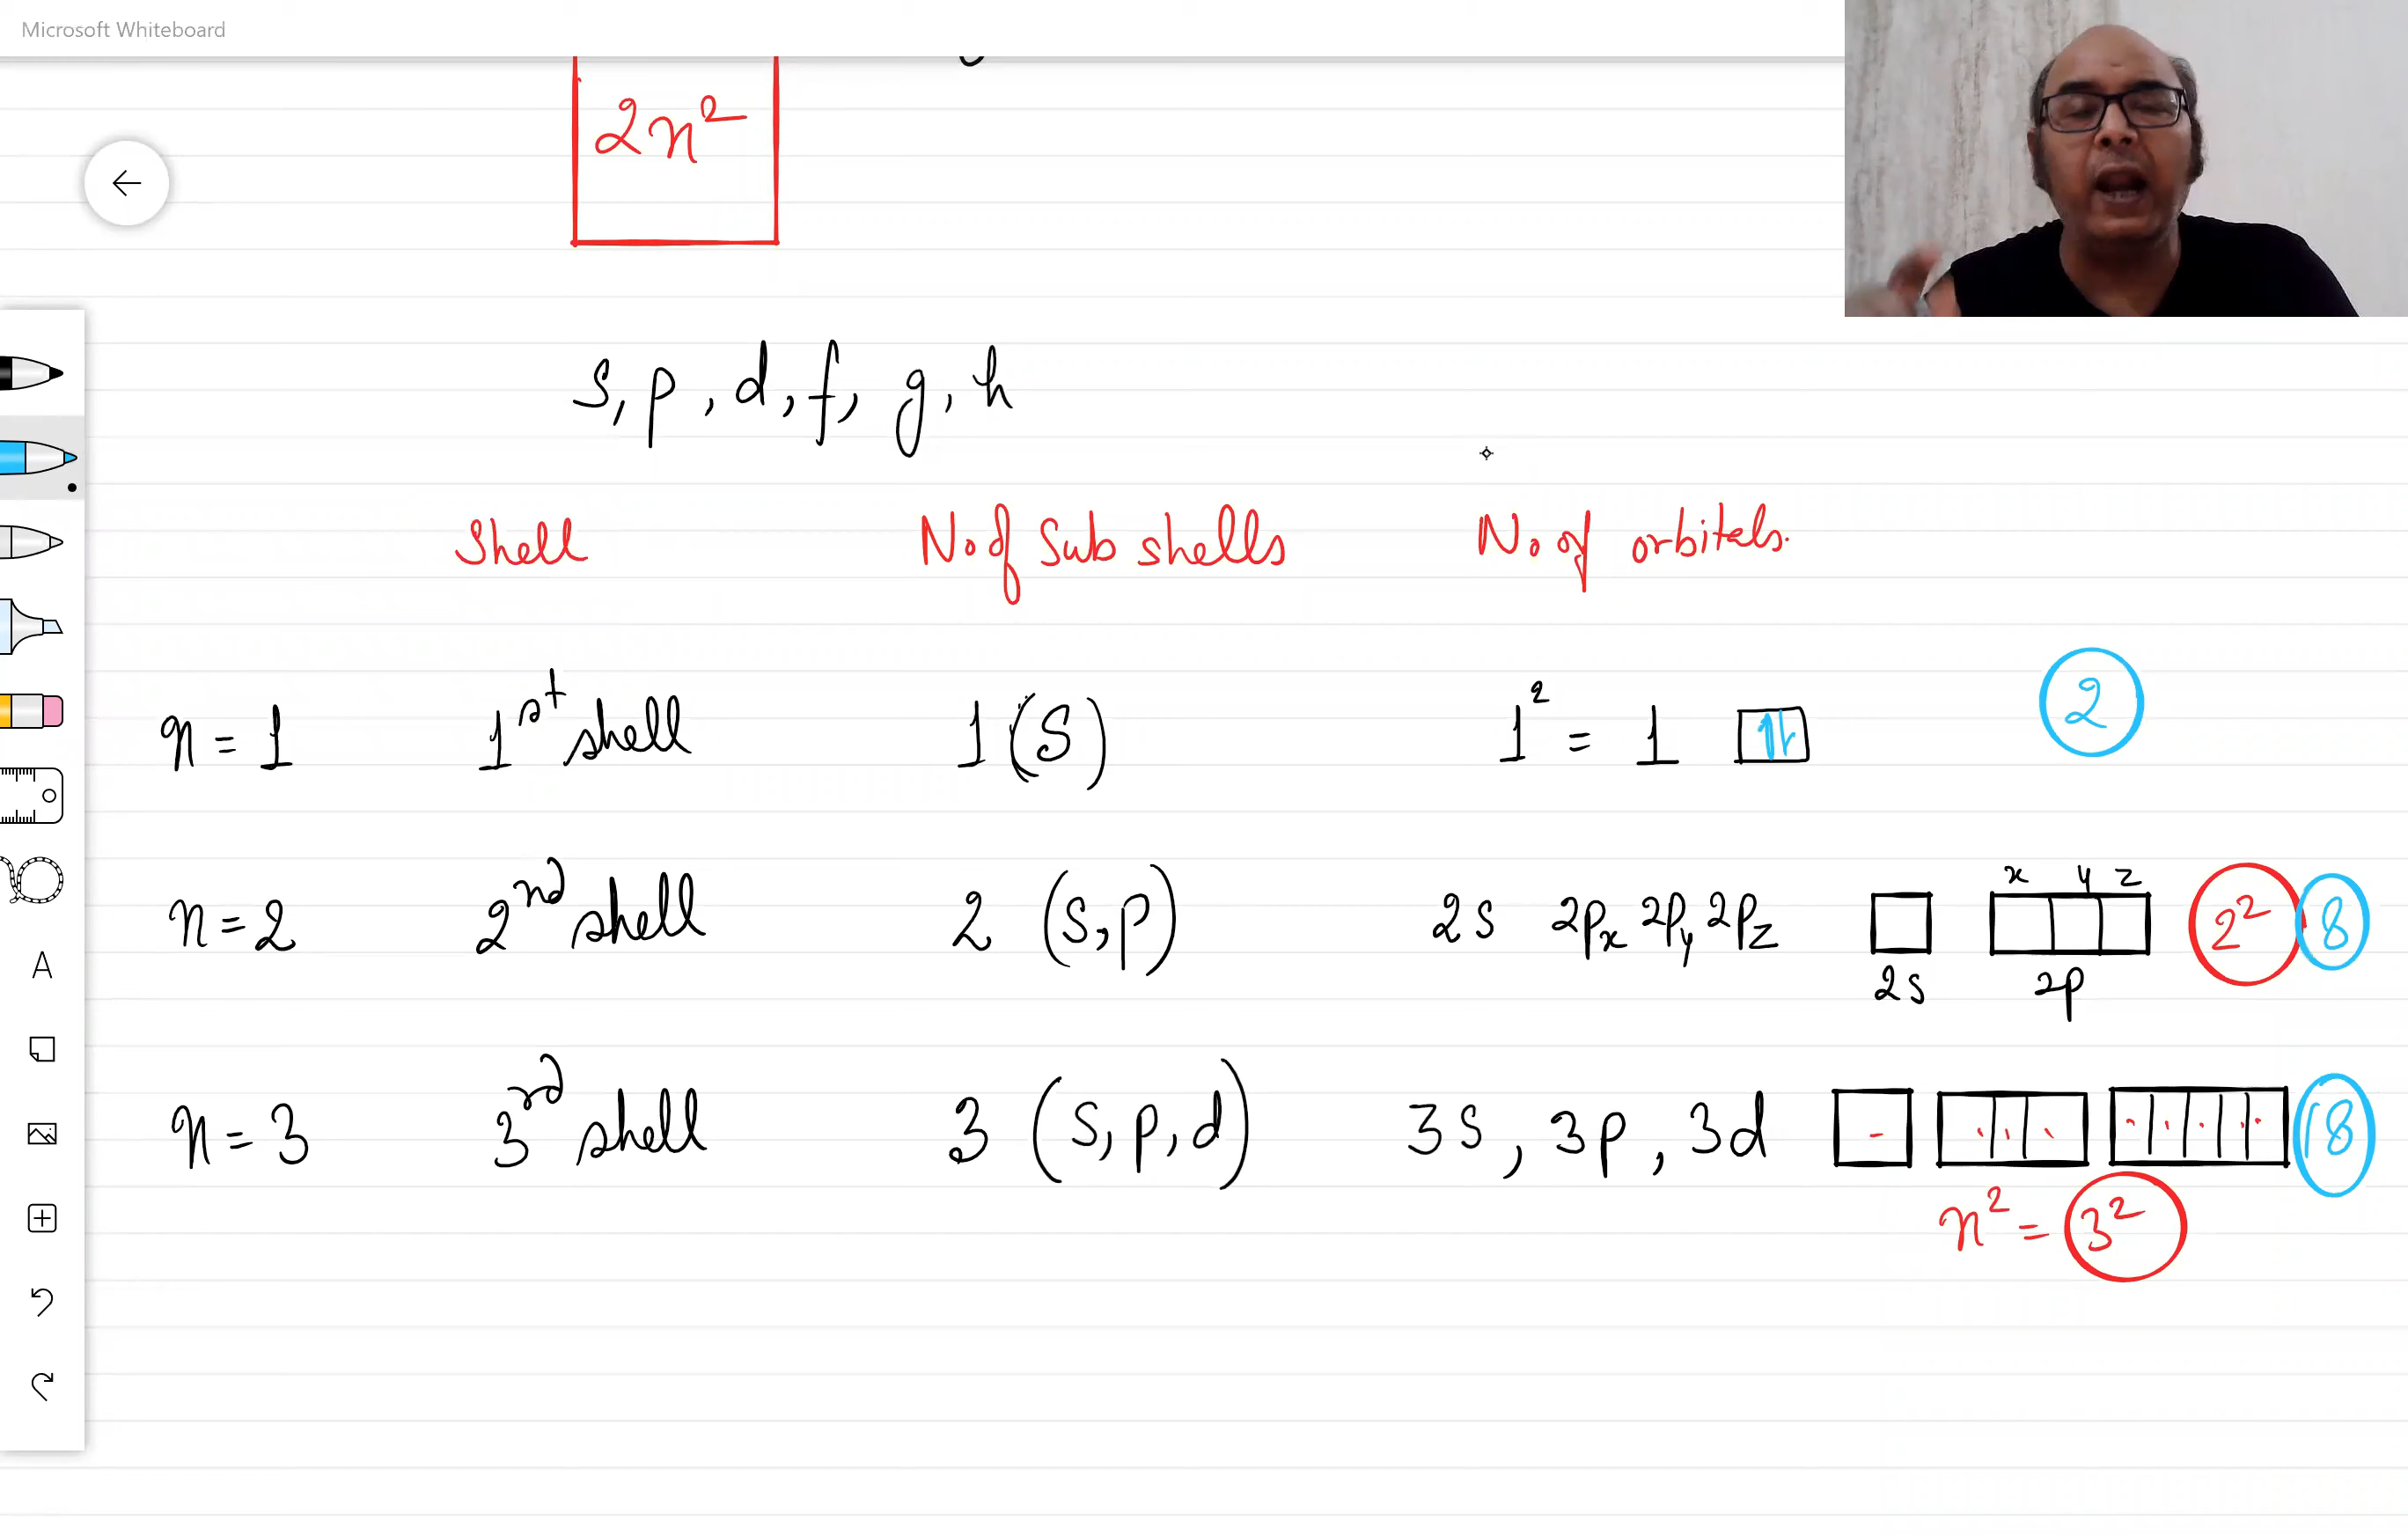 Microsoft Whiteboard
2n²
s, p, d, f, g, h
Shell No of Sub shells No of orbitals.
n = 1 1st shell 1 (S) 1² = 1 1⇂ 2
x y z
n = 2 2nd shell 2 (S,p) 2s 2px 2py 2pz 2² 8
2s 2p
n = 3 3rd shell 3 (s, p, d) 3s, 3p, 3d 18
n² = 3²
A